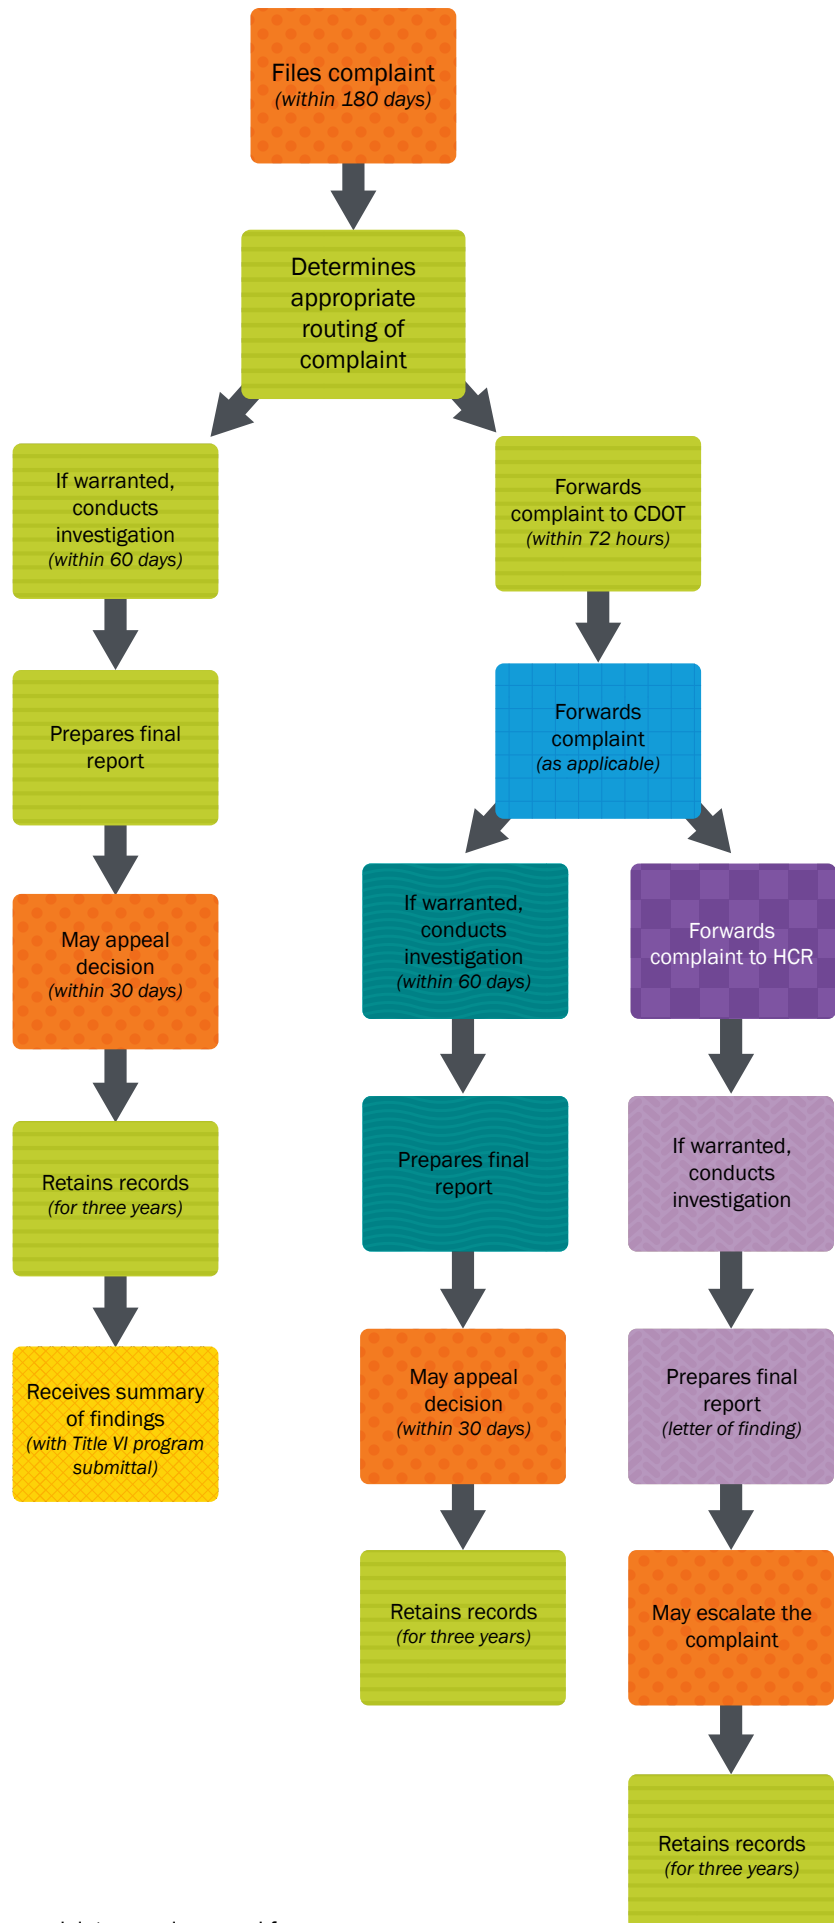 Files complaint
(within 180 days)
Determines
appropriate
routing of
complaint
If warranted,
conducts
investigation
(within 60 days)
Prepares final
report
May appeal
decision
(within 30 days)
Retains records
(for three years)
Receives summary
of findings
(with Title VI program
submittal)
Forwards
complaint to CDOT
(within 72 hours)
Forwards
complaint
(as applicable)
If warranted,
conducts
investigation
(within 60 days)
Prepares final
report
May appeal
decision
(within 30 days)
Retains records
(for three years)
Forwards
complaint to HCR
If warranted,
conducts
investigation
Prepares final
report
(letter of finding)
May escalate the
complaint
Retains records
(for three years)